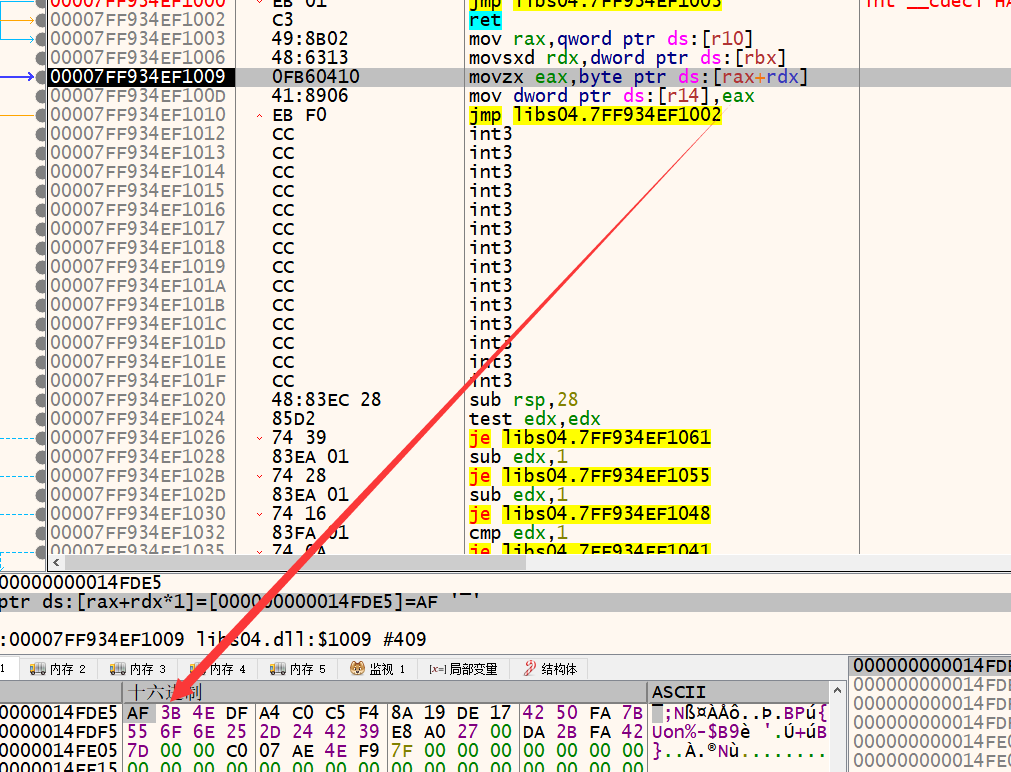 00007FF934EF1000 EB 01 jmp libs04.7FF934EF1003 int __cdecl HA
00007FF934EF1002 C3 ret
00007FF934EF1003 49:8B02 mov rax,qword ptr ds:[r10]
00007FF934EF1006 48:6313 movsxd rdx,dword ptr ds:[rbx]
00007FF934EF1009 0FB60410 movzx eax,byte ptr ds:[rax+rdx]
00007FF934EF100D 41:8906 mov dword ptr ds:[r14],eax
00007FF934EF1010 EB F0 jmp libs04.7FF934EF1002
00007FF934EF1012 CC int3
00007FF934EF1013 CC int3
00007FF934EF1014 CC int3
00007FF934EF1015 CC int3
00007FF934EF1016 CC int3
00007FF934EF1017 CC int3
00007FF934EF1018 CC int3
00007FF934EF1019 CC int3
00007FF934EF101A CC int3
00007FF934EF101B CC int3
00007FF934EF101C CC int3
00007FF934EF101D CC int3
00007FF934EF101E CC int3
00007FF934EF101F CC int3
00007FF934EF1020 48:83EC 28 sub rsp,28
00007FF934EF1024 85D2 test edx,edx
00007FF934EF1026 74 39 je libs04.7FF934EF1061
00007FF934EF1028 83EA 01 sub edx,1
00007FF934EF102B 74 28 je libs04.7FF934EF1055
00007FF934EF102D 83EA 01 sub edx,1
00007FF934EF1030 74 16 je libs04.7FF934EF1048
00007FF934EF1032 83FA 01 cmp edx,1
00007FF934EF1035 74 0A je libs04.7FF934EF1041
00000000014FDE5
ptr ds:[rax+rdx*1]=[000000000014FDE5]=AF '¯'
:00007FF934EF1009 libs04.dll:$1009 #409
1 内存 2 内存 3 内存 4 内存 5 监视 1 [x=] 局部变量 结构体
十六进制 ASCII
0000014FDE5 AF 3B 4E DF A4 C0 C5 F4 8A 19 DE 17 42 50 FA 7B ¯;Nß¤ÀÅô..Þ.BPú{
0000014FDF5 55 6F 6E 25 2D 24 42 39 E8 A0 27 00 DA 2B FA 42 Uon%-$B9è '.Ú+úB
0000014FE05 7D 00 00 C0 07 AE 4E F9 7F 00 00 00 00 00 00 00 }..À.®Nù........
0000014FE15 00 00 00 00 00 00 00 00 00 00 00 00 00 00 00 00
000000000014FDE
000000000014FDE
000000000014FDF
000000000014FDF
000000000014FE0
000000000014FE0